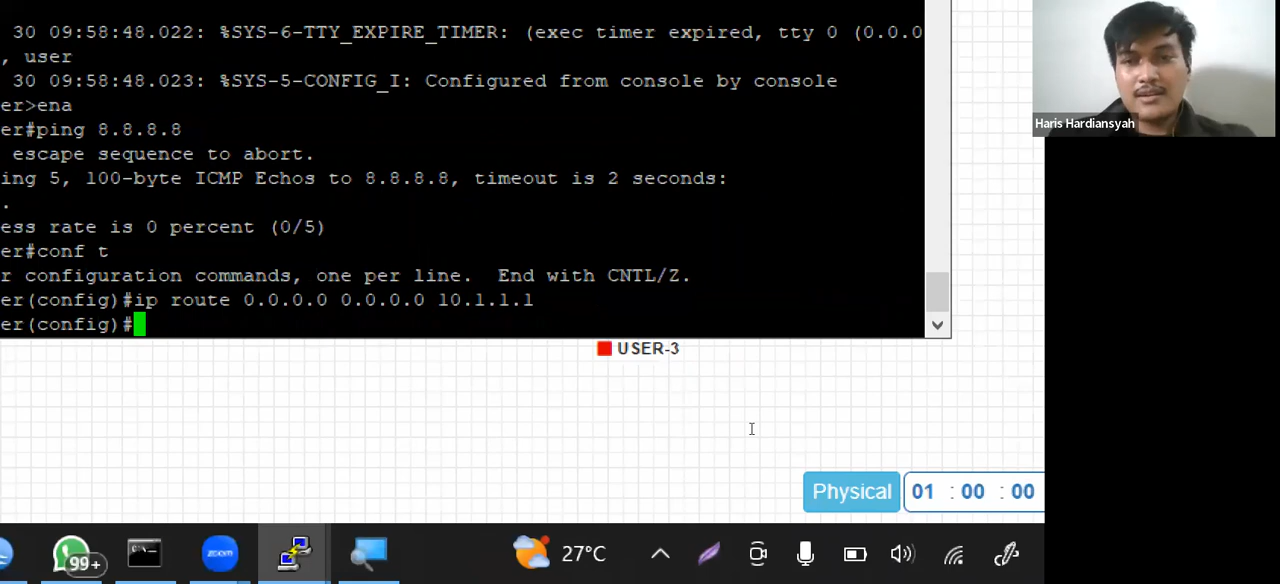 30 09:58:48.022: %SYS-6-TTY_EXPIRE_TIMER: (exec timer expired, tty 0 (0.0.0
, user
30 09:58:48.023: %SYS-5-CONFIG_I: Configured from console by console
er>ena
er#ping 8.8.8.8
escape sequence to abort.
ing 5, 100-byte ICMP Echos to 8.8.8.8, timeout is 2 seconds:
.
ess rate is 0 percent (0/5)
er#conf t
r configuration commands, one per line.  End with CNTL/Z.
er(config)#ip route 0.0.0.0 0.0.0.0 10.1.1.1
er(config)#
Haris Hardiansyah
USER-3
Physical 01 : 00 : 00
99+
zoom
27°C